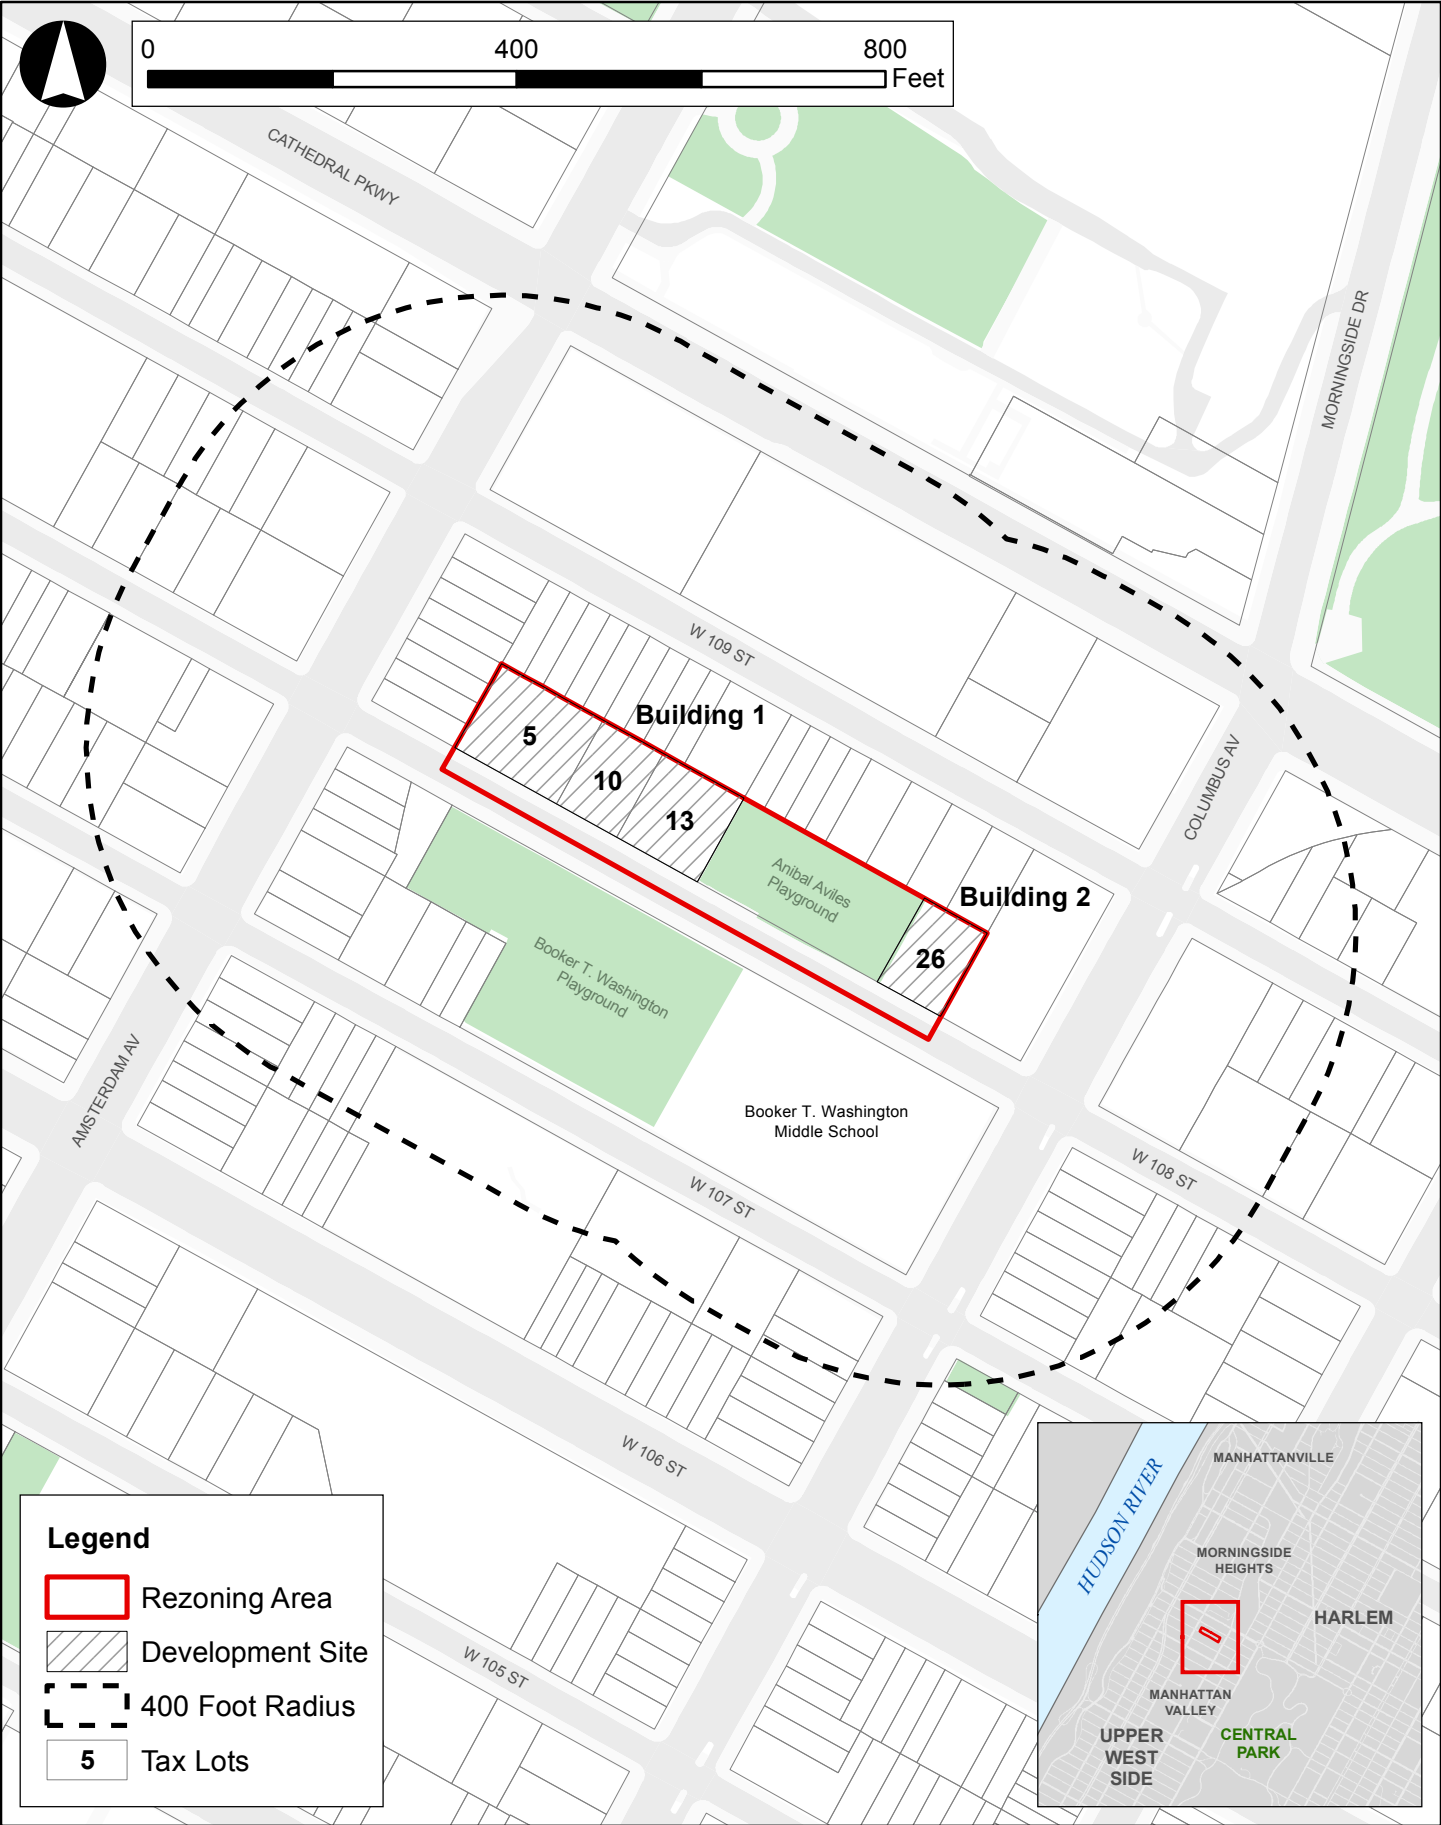 0 400 800
Feet
CATHEDRAL PKWY
MORNINGSIDE DR
W 109 ST
Building 1
5
10
13
COLUMBUS AV
Anibal Aviles
Playground
Building 2
26
Booker T. Washington
Playground
AMSTERDAM AV
Booker T. Washington
Middle School
W 108 ST
W 107 ST
W 106 ST
W 105 ST
Legend
Rezoning Area
Development Site
400 Foot Radius
5 Tax Lots
MANHATTANVILLE
HUDSON RIVER
MORNINGSIDE
HEIGHTS
HARLEM
MANHATTAN
VALLEY
UPPER
WEST
SIDE
CENTRAL
PARK